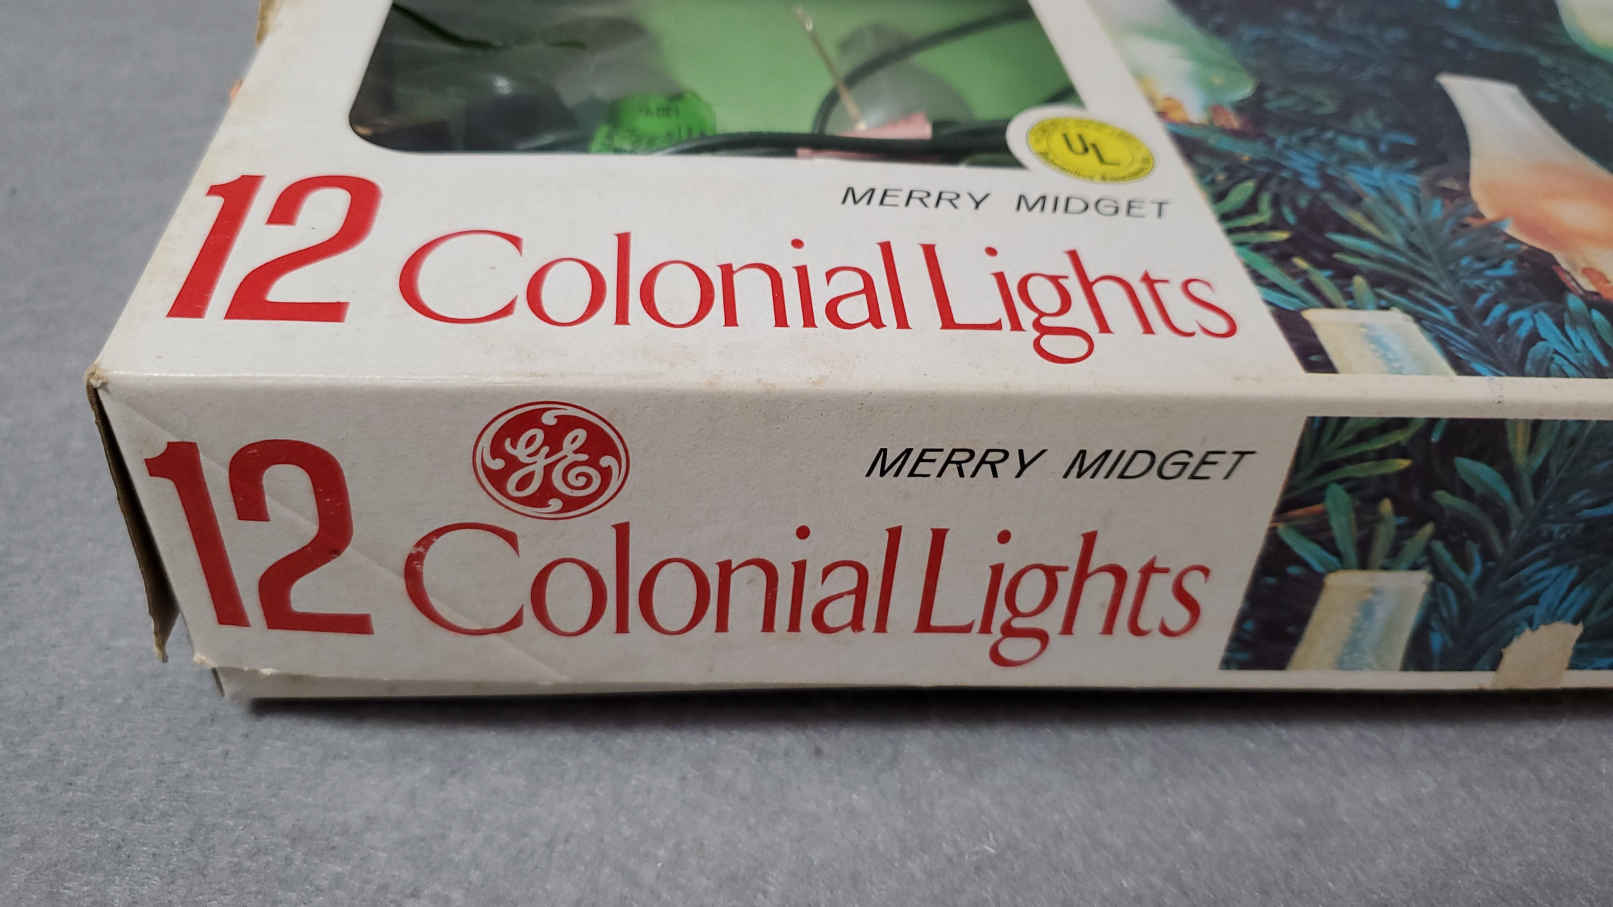 UL
MERRY MIDGET
12 Colonial Lights
GE
MERRY MIDGET
12 Colonial Lights